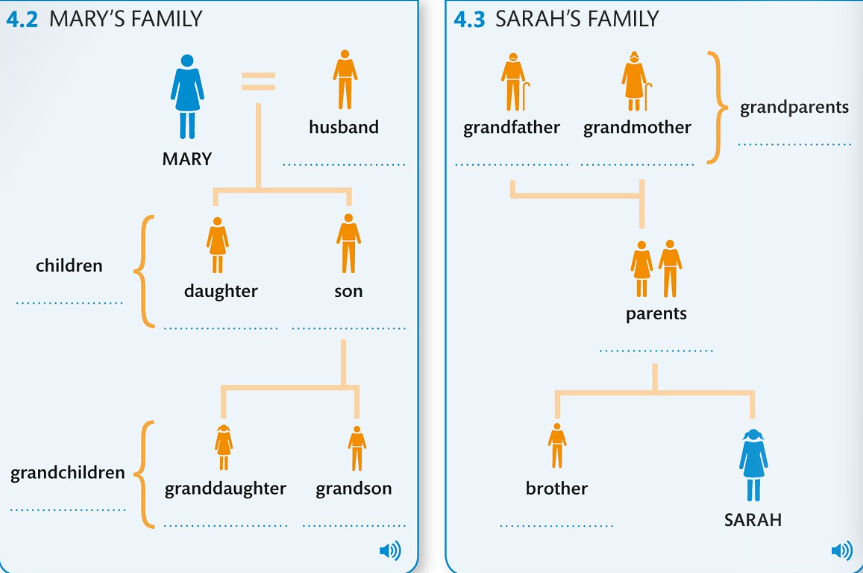 4.2 MARY'S FAMILY
MARY
husband
children
daughter
son
grandchildren
granddaughter
grandson
4.3 SARAH'S FAMILY
grandfather
grandmother
grandparents
parents
brother
SARAH